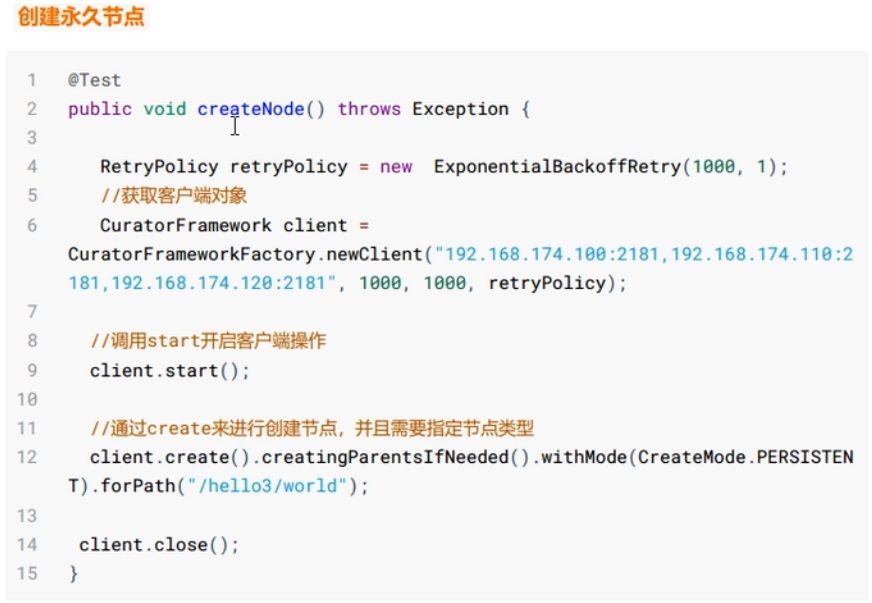 创建永久节点
1 @Test
2 public void createNode() throws Exception {
3
4 RetryPolicy retryPolicy = new  ExponentialBackoffRetry(1000, 1);
5 //获取客户端对象
6 CuratorFramework client =
CuratorFrameworkFactory.newClient("192.168.174.100:2181,192.168.174.110:2
181,192.168.174.120:2181", 1000, 1000, retryPolicy);
7
8 //调用start开启客户端操作
9 client.start();
10
11 //通过create来进行创建节点，并且需要指定节点类型
12 client.create().creatingParentsIfNeeded().withMode(CreateMode.PERSISTEN
T).forPath("/hello3/world");
13
14 client.close();
15 }